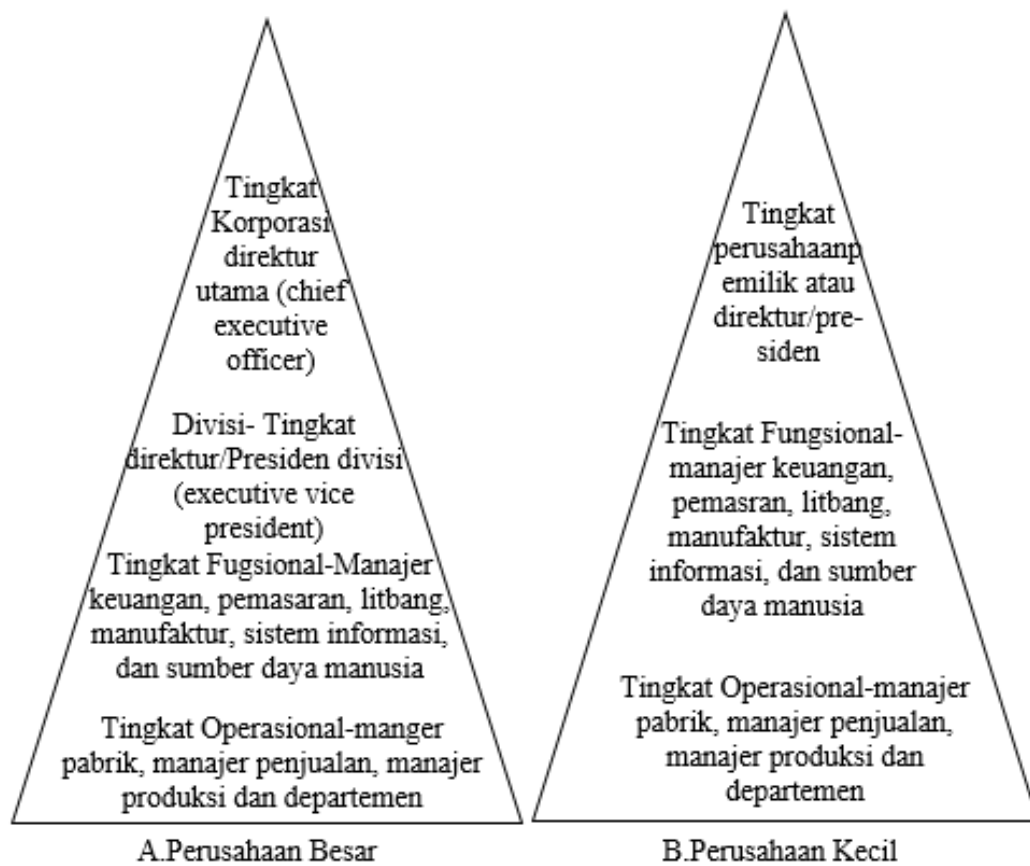 Tingkat
Korporasi
direktur
utama (chief
executive
officer)
Divisi- Tingkat
direktur/Presiden divisi
(executive vice
president)
Tingkat Fugsional-Manajer
keuangan, pemasaran, litbang,
manufaktur, sistem informasi,
dan sumber daya manusia
Tingkat Operasional-manger
pabrik, manajer penjualan, manajer
produksi dan departemen
A.Perusahaan Besar
Tingkat
perusahaanp
emilik atau
direktur/pre-
siden
Tingkat Fungsional-
manajer keuangan,
pemasran, litbang,
manufaktur, sistem
informasi, dan sumber
daya manusia
Tingkat Operasional-manajer
pabrik, manajer penjualan,
manajer produksi dan
departemen
B.Perusahaan Kecil